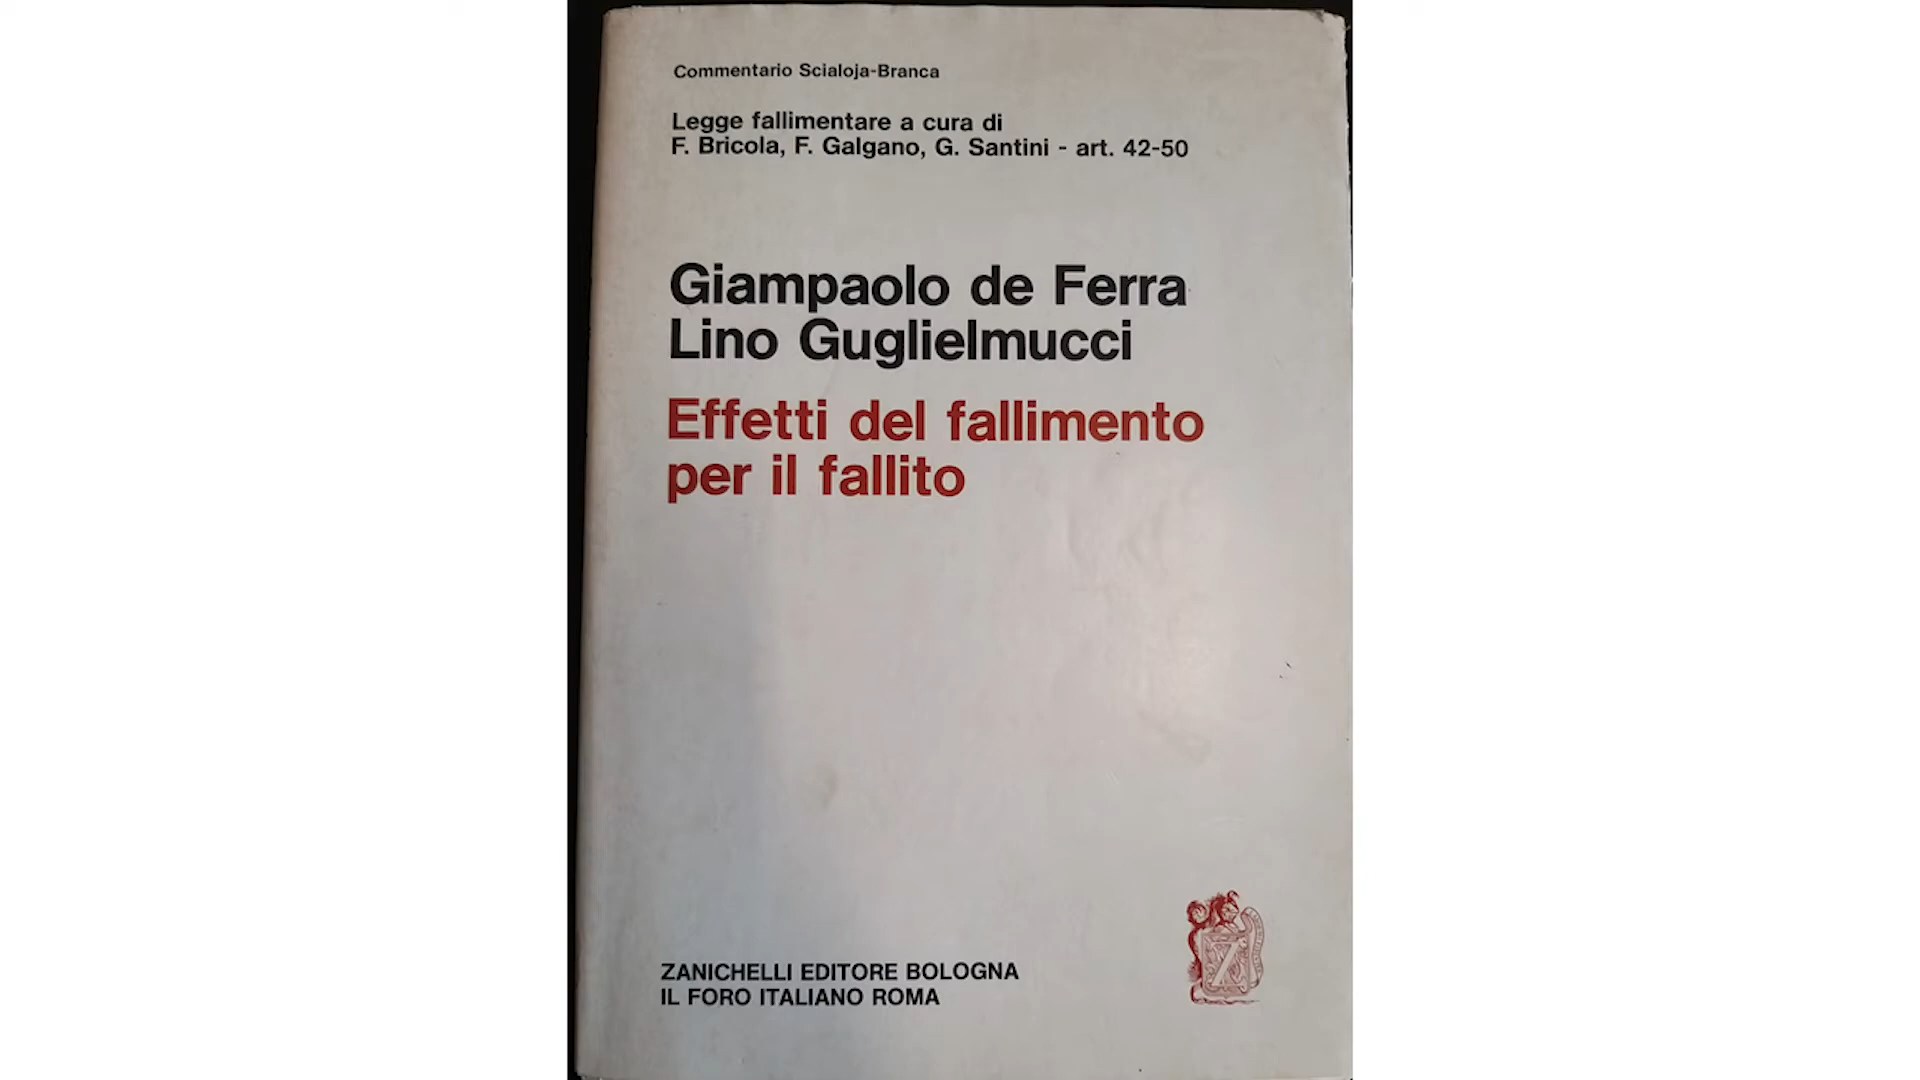 Commentario Scialoja-Branca
Legge fallimentare a cura di
F. Bricola, F. Galgano, G. Santini - art. 42-50
Giampaolo de Ferra
Lino Guglielmucci
Effetti del fallimento
per il fallito
ZANICHELLI EDITORE BOLOGNA
IL FORO ITALIANO ROMA
Z